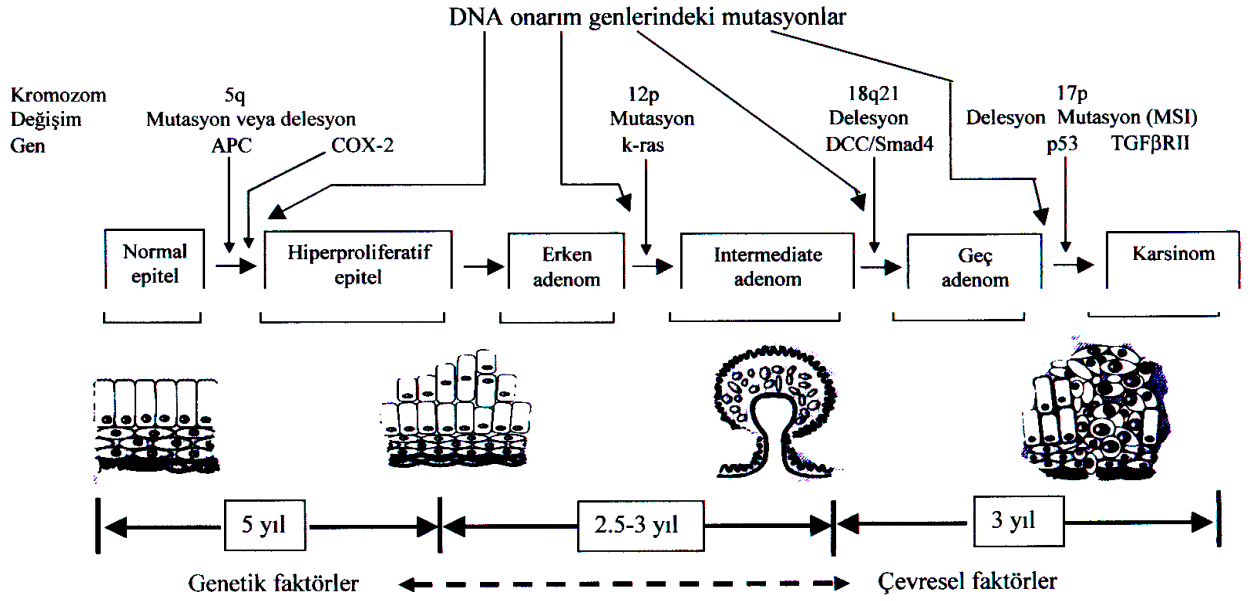 DNA onarım genlerindeki mutasyonlar
Kromozom 5q 12p 18q21 17p
Değişim Mutasyon veya delesyon Mutasyon Delesyon Delesyon Mutasyon (MSI)
Gen APC COX-2 k-ras DCC/Smad4 p53 TGFβRII
Normal epitel
Hiperproliferatif epitel
Erken adenom
Intermediate adenom
Geç adenom
Karsinom
5 yıl 2.5-3 yıl 3 yıl
Genetik faktörler Çevresel faktörler